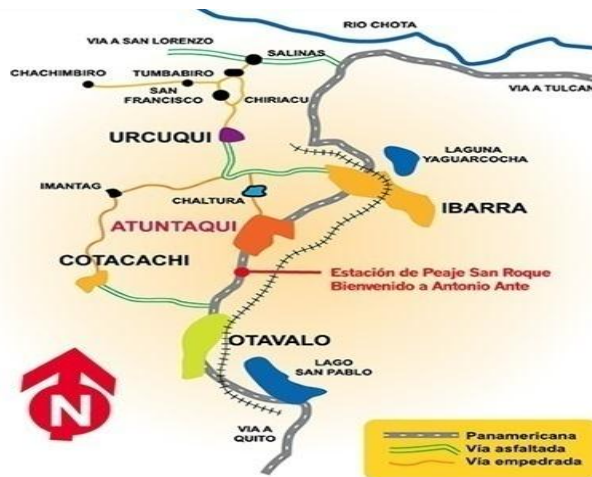 RIO CHOTA
VIA A SAN LORENZO
SALINAS
CHACHIMBIRO
TUMBABIRO
VIA A TULCAN
SAN
FRANCISCO
CHIRIACU
URCUQUI
LAGUNA
YAGUARCOCHA
IMANTAG
CHALTURA
IBARRA
ATUNTAQUI
COTACACHI
Estación de Peaje San Roque
Bienvenido a Antonio Ante
OTAVALO
LAGO
SAN PABLO
N
VIA A
QUITO
Panamericana
Vía asfaltada
Vía empedrada